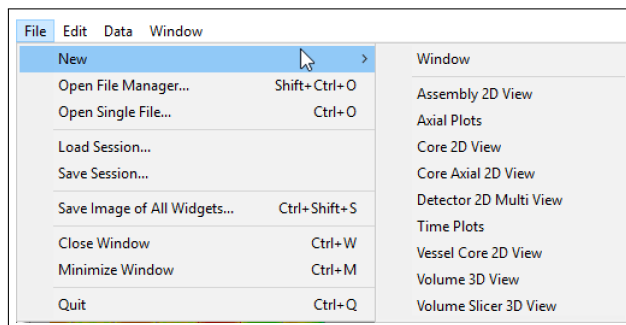 File Edit Data Window
New >
Open File Manager... Shift+Ctrl+O
Open Single File... Ctrl+O
Load Session...
Save Session...
Save Image of All Widgets... Ctrl+Shift+S
Close Window Ctrl+W
Minimize Window Ctrl+M
Quit Ctrl+Q
Window
Assembly 2D View
Axial Plots
Core 2D View
Core Axial 2D View
Detector 2D Multi View
Time Plots
Vessel Core 2D View
Volume 3D View
Volume Slicer 3D View